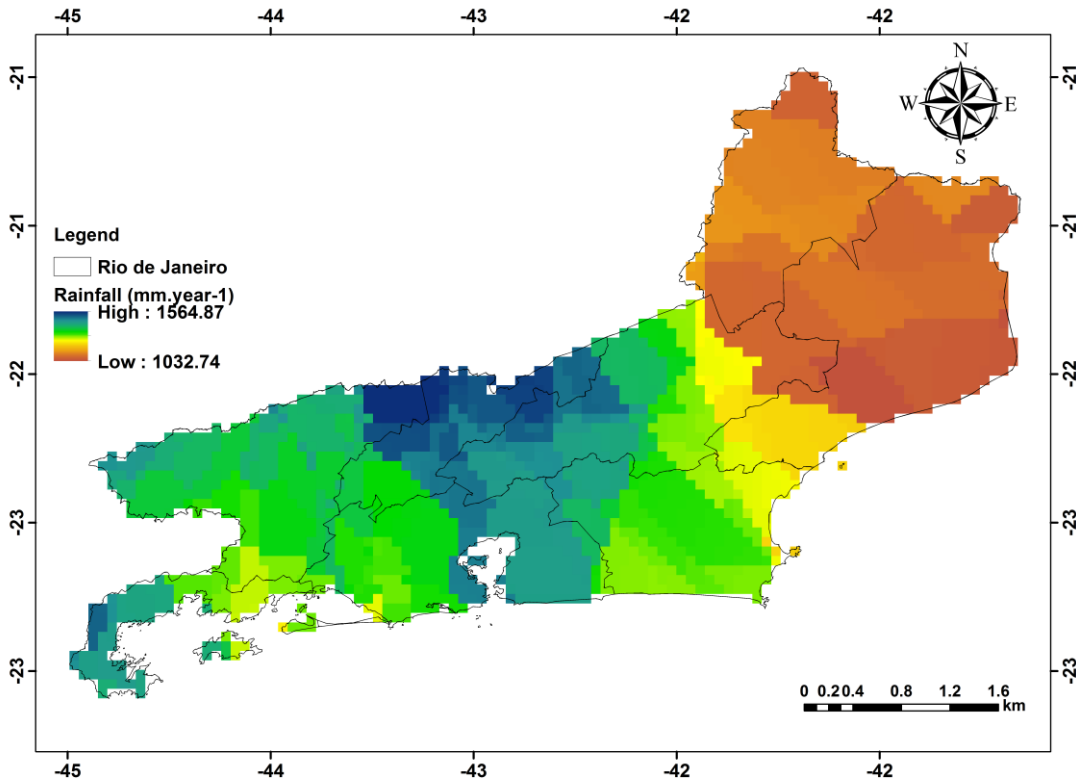 -45 -44 -43 -42 -42
-21 -21
N
W E
S
-21 -21
Legend
Rio de Janeiro
Rainfall (mm.year-1)
High : 1564.87
Low : 1032.74
-22 -22
-23 -23
-23 -23
0 0.2 0.4 0.8 1.2 1.6
km
-45 -44 -43 -42 -42